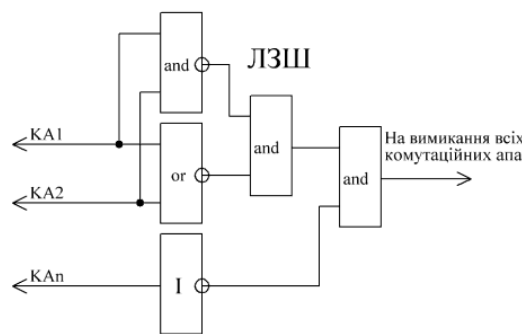 and
ЛЗШ
КА1
and
На вимикання всіх
комутаційних апа
and
or
КА2
КАn
I